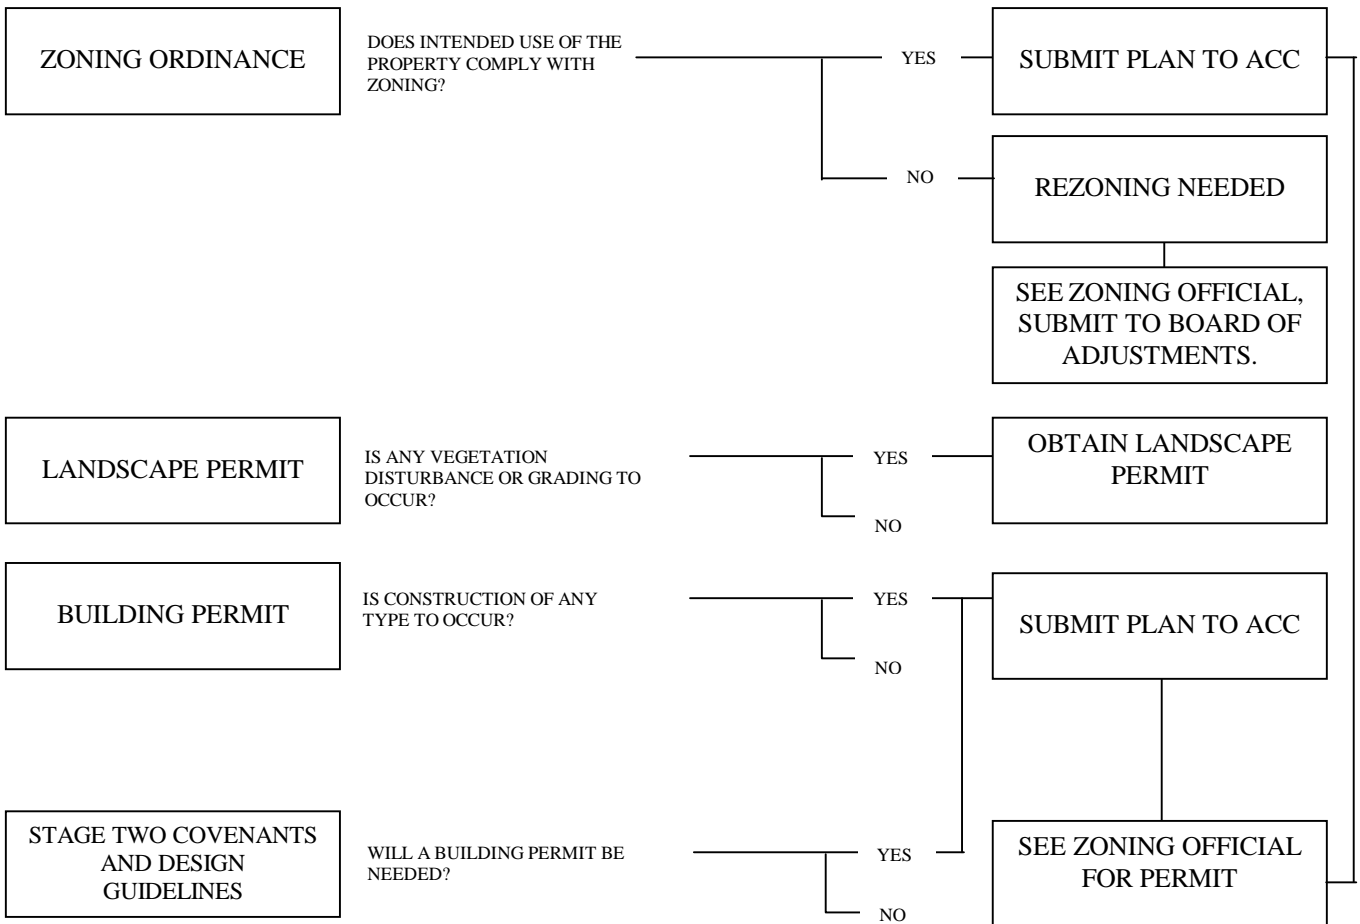 ZONING ORDINANCE
DOES INTENDED USE OF THE
PROPERTY COMPLY WITH
ZONING?
YES
SUBMIT PLAN TO ACC
NO
REZONING NEEDED
SEE ZONING OFFICIAL,
SUBMIT TO BOARD OF
ADJUSTMENTS.
LANDSCAPE PERMIT
IS ANY VEGETATION
DISTURBANCE OR GRADING TO
OCCUR?
YES
OBTAIN LANDSCAPE
PERMIT
NO
BUILDING PERMIT
IS CONSTRUCTION OF ANY
TYPE TO OCCUR?
YES
SUBMIT PLAN TO ACC
NO
STAGE TWO COVENANTS
AND DESIGN
GUIDELINES
WILL A BUILDING PERMIT BE
NEEDED?
YES
SEE ZONING OFFICIAL
FOR PERMIT
NO